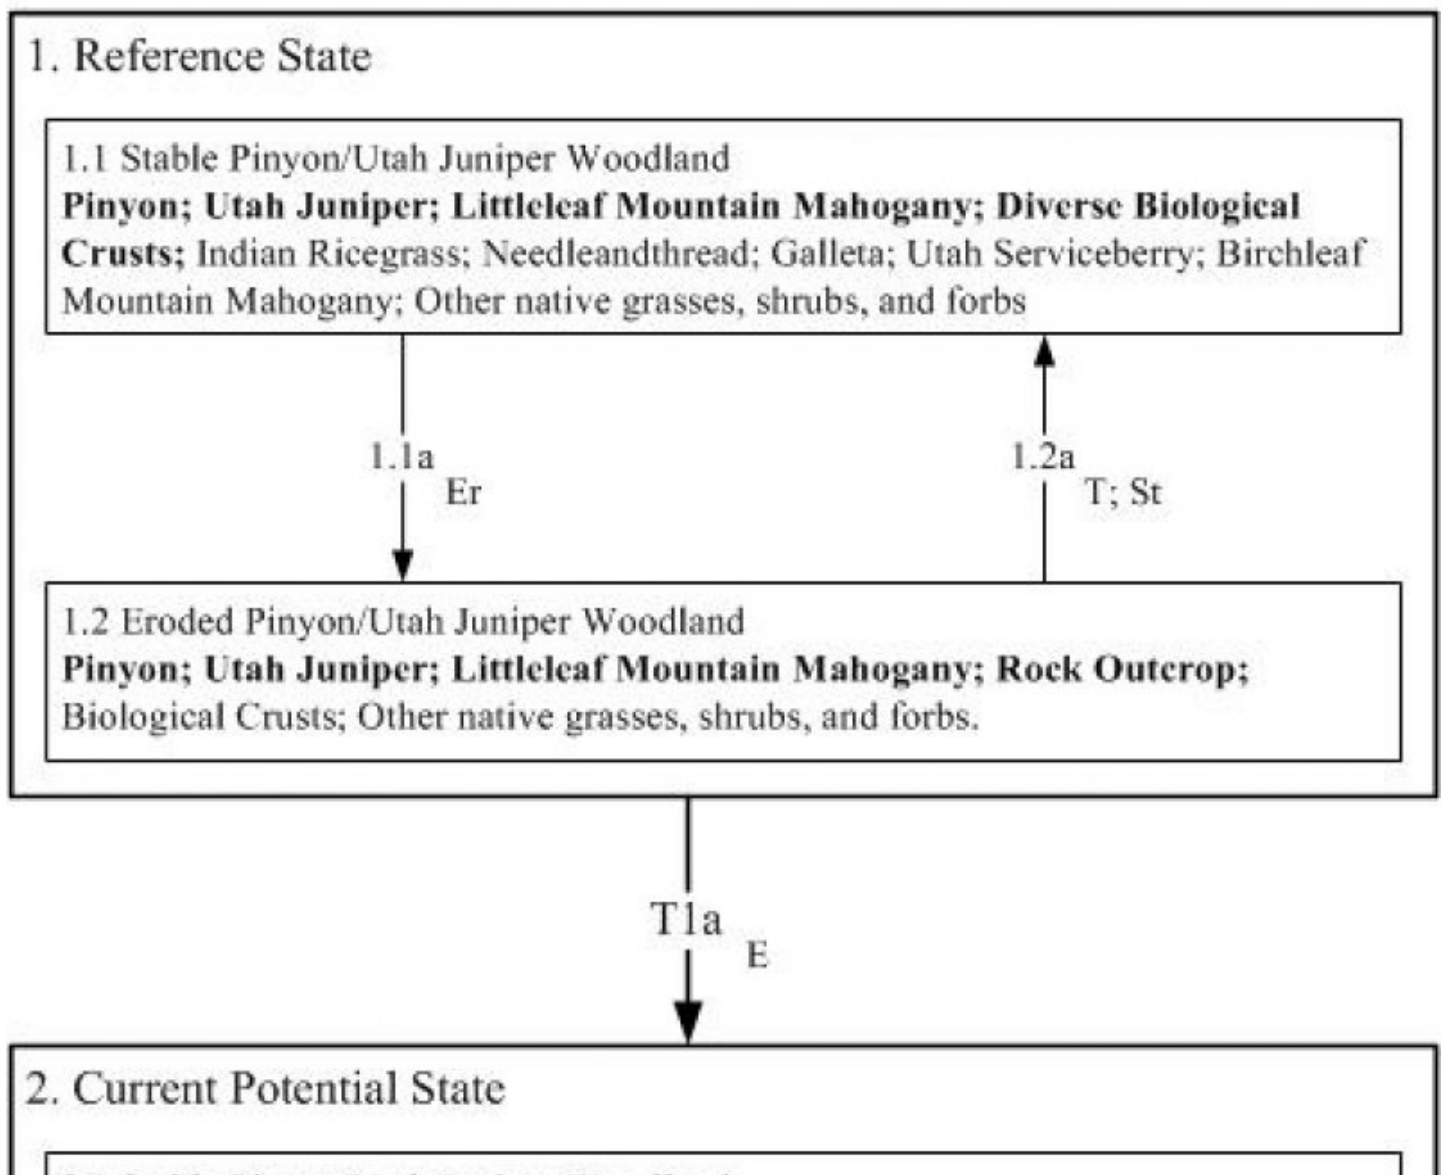 1. Reference State
1.1 Stable Pinyon/Utah Juniper Woodland
Pinyon; Utah Juniper; Littleleaf Mountain Mahogany; Diverse Biological
Crusts; Indian Ricegrass; Needleandthread; Galleta; Utah Serviceberry; Birchleaf
Mountain Mahogany; Other native grasses, shrubs, and forbs
1.1a
Er
1.2a
T; St
1.2 Eroded Pinyon/Utah Juniper Woodland
Pinyon; Utah Juniper; Littleleaf Mountain Mahogany; Rock Outcrop;
Biological Crusts; Other native grasses, shrubs, and forbs.
T1a
E
2. Current Potential State